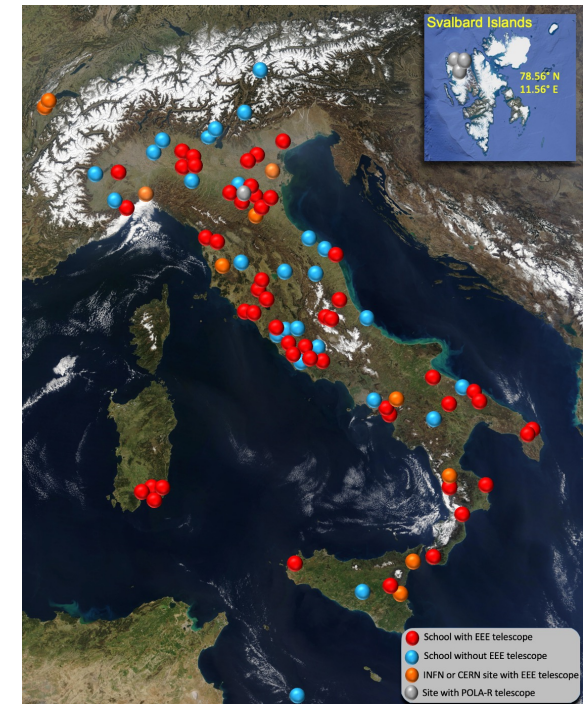 Svalbard Islands
78.56° N
11.56° E
School with EEE telescope
School without EEE telescope
INFN or CERN site with EEE telescope
Site with POLA-R telescope